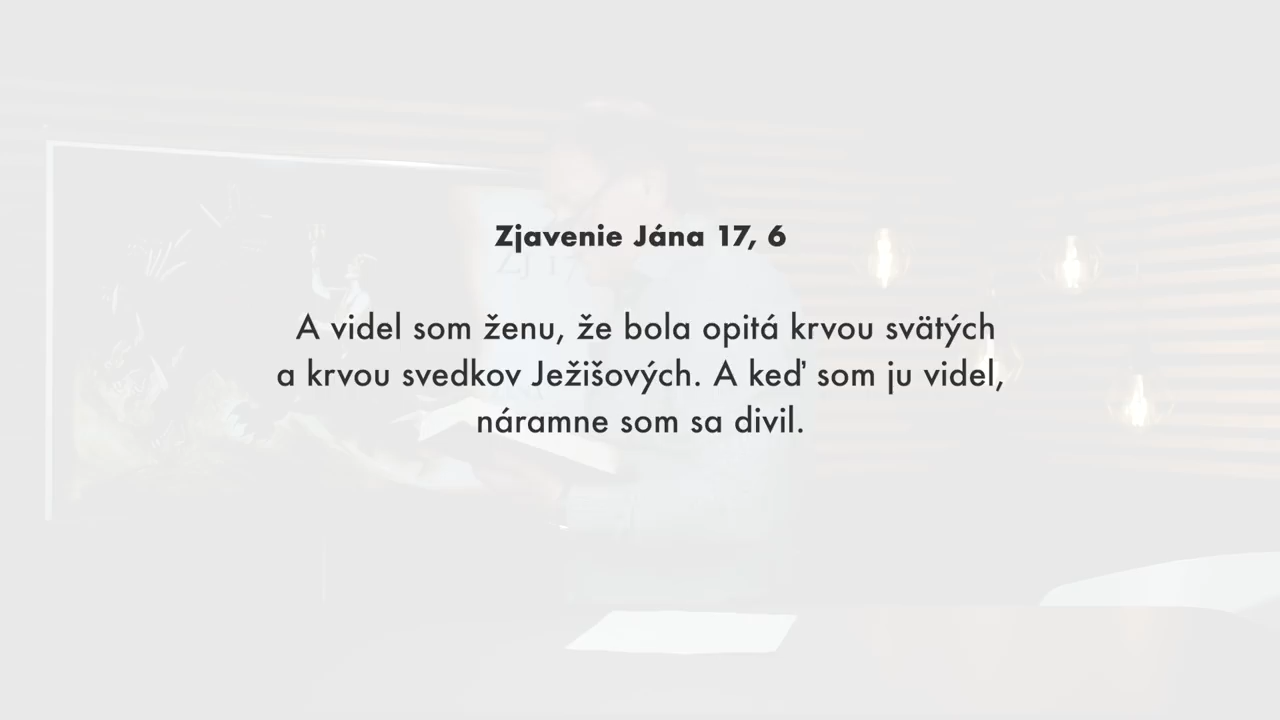 Zjavenie Jána 17, 6
A videl som ženu, že bola opitá krvou svätých
a krvou svedkov Ježišových. A keď som ju videl,
náramne som sa divil.